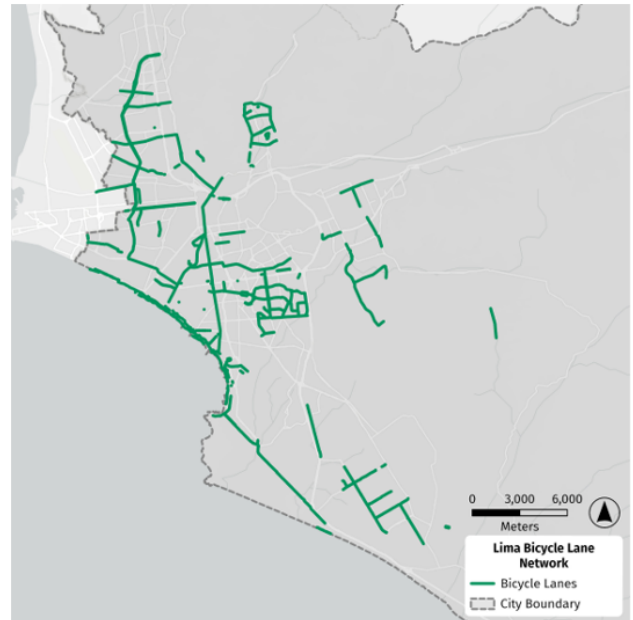 0 3,000 6,000
Meters
Lima Bicycle Lane
Network
Bicycle Lanes
City Boundary